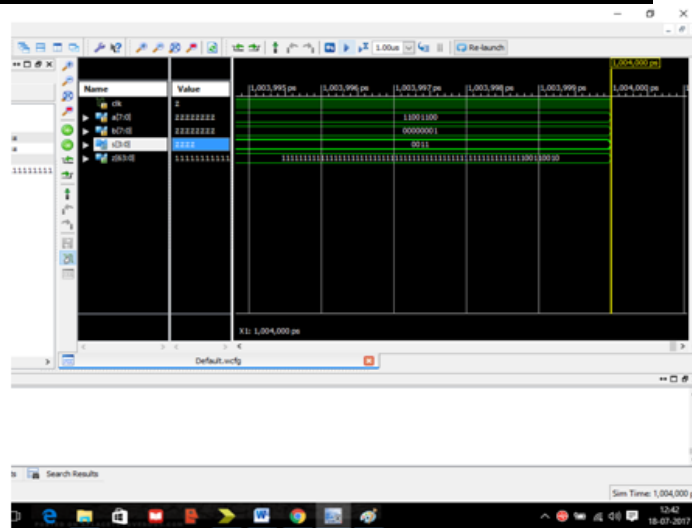 1.00us
Re-launch
1,004,000 ps
Name
Value
1,003,995 ps
1,003,996 ps
1,003,997 ps
1,003,998 ps
1,003,999 ps
1,004,000 ps
clk
Z
a[7:0]
ZZZZZZZZ
11001100
b[7:0]
ZZZZZZZZ
00000001
s[3:0]
ZZZZ
0011
z[63:0]
11111111111
11111111
X1: 1,004,000 ps
Default.wcfg
Search Results
Sim Time: 1,004,000
12:42
18-07-2017